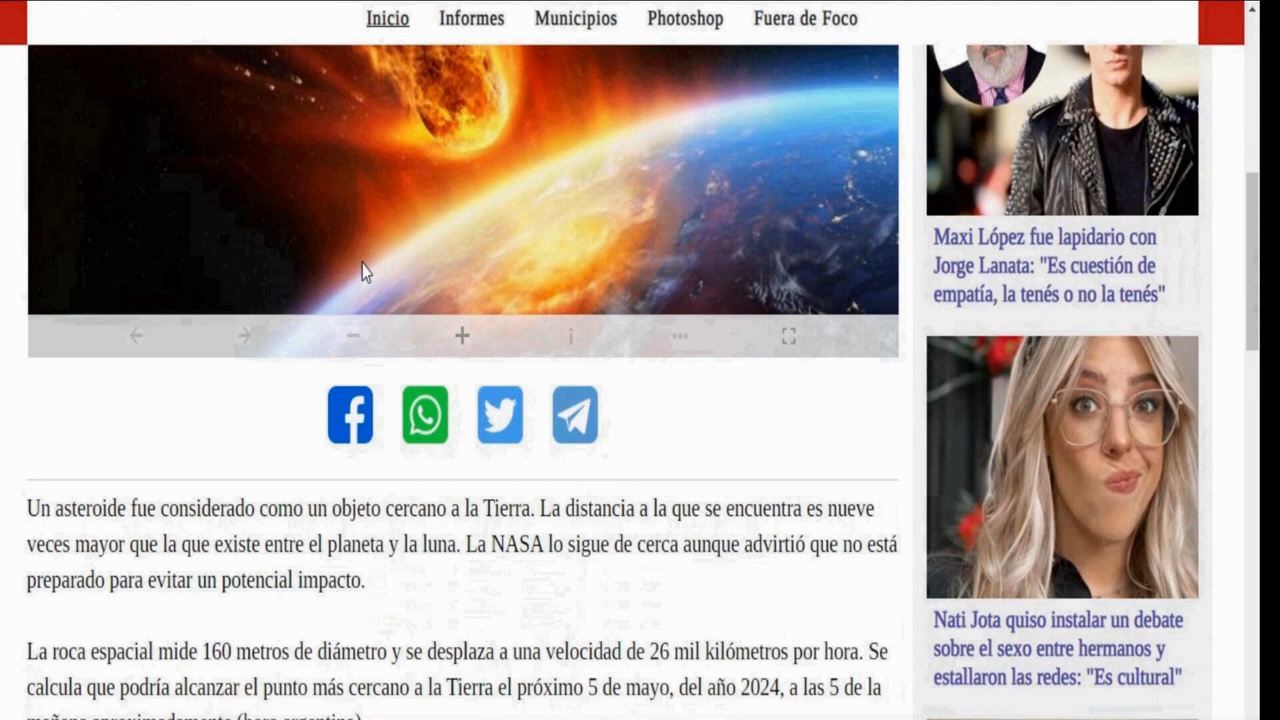 Inicio Informes Municipios Photoshop Fuera de Foco
Un asteroide fue considerado como un objeto cercano a la Tierra. La distancia a la que se encuentra es nueve
veces mayor que la que existe entre el planeta y la luna. La NASA lo sigue de cerca aunque advirtió que no está
preparado para evitar un potencial impacto.
La roca espacial mide 160 metros de diámetro y se desplaza a una velocidad de 26 mil kilómetros por hora. Se
calcula que podría alcanzar el punto más cercano a la Tierra el próximo 5 de mayo, del año 2024, a las 5 de la
mañana aproximadamente (hora argentina)
Maxi López fue lapidario con
Jorge Lanata: "Es cuestión de
empatía, la tenés o no la tenés"
Nati Jota quiso instalar un debate
sobre el sexo entre hermanos y
estallaron las redes: "Es cultural"